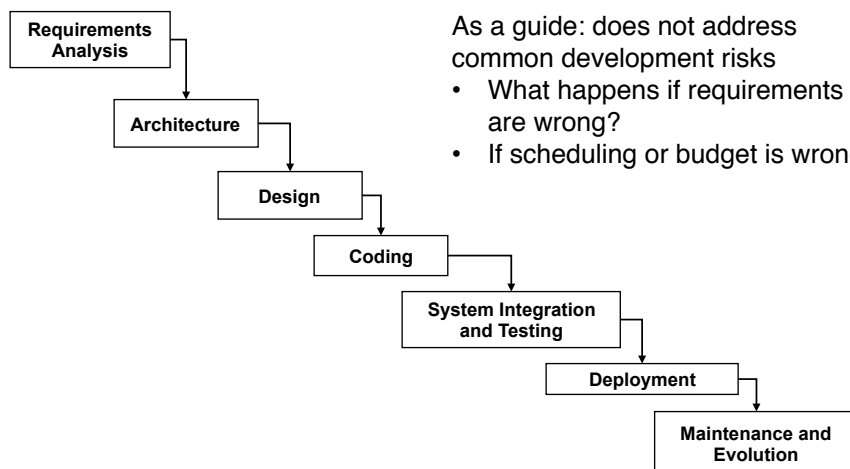 Requirements
Analysis
As a guide: does not address
common development risks
• What happens if requirements
are wrong?
• If scheduling or budget is wron
Architecture
Design
Coding
System Integration
and Testing
Deployment
Maintenance and
Evolution